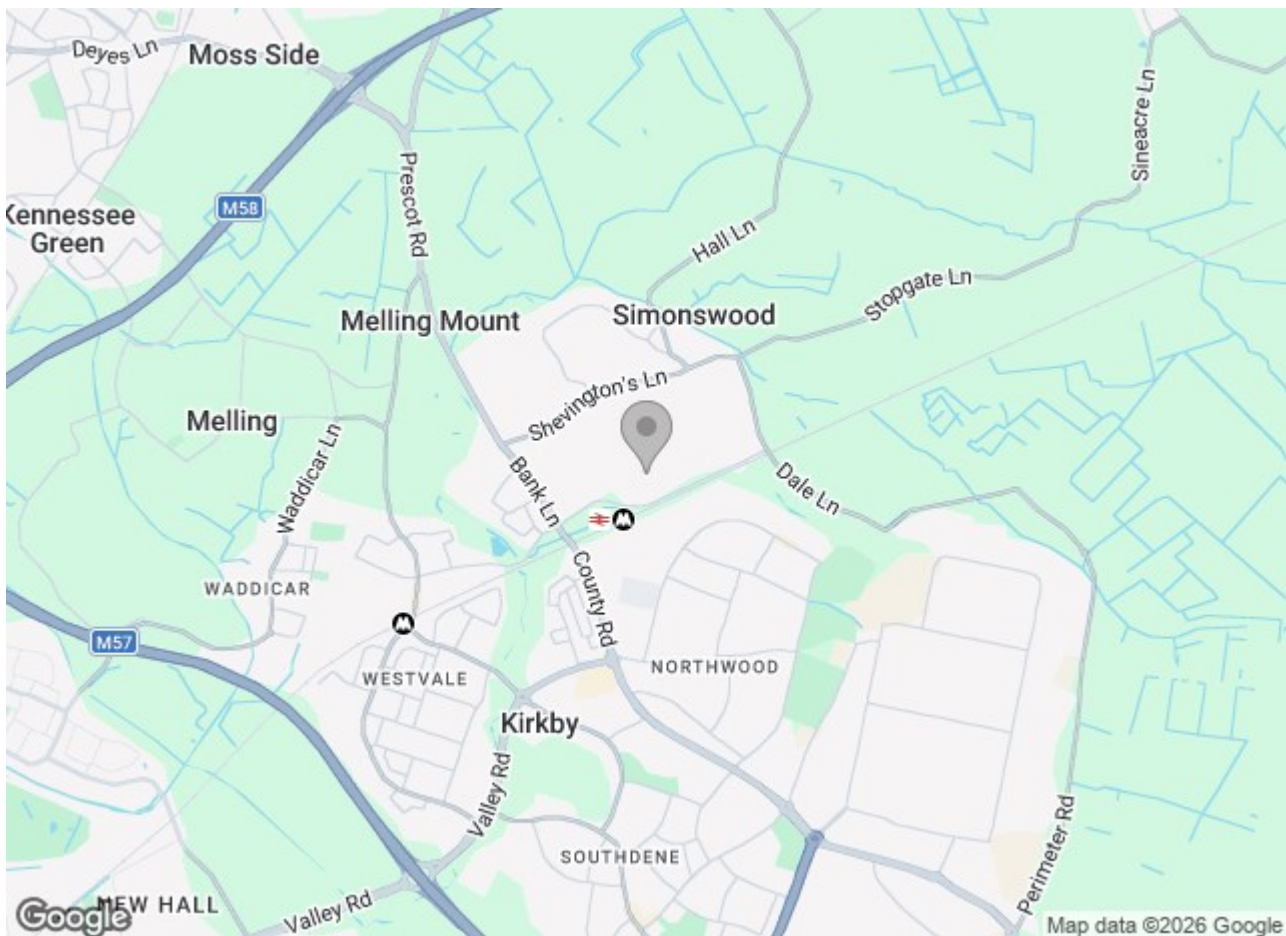 Deyes Ln
Moss Side
Sineacre Ln
Prescot Rd
M58
Kennessee
Green
Hall Ln
Stopgate Ln
Simonswood
Melling Mount
Shevington's Ln
Melling
Waddicar Ln
Bank Ln
Dale Ln
County Rd
WADDICAR
M57
NORTHWOOD
WESTVALE
Kirkby
Valley Rd
SOUTHDENE
Perimeter Rd
NEW HALL
Valley Rd
Google
Map data ©2026 Google